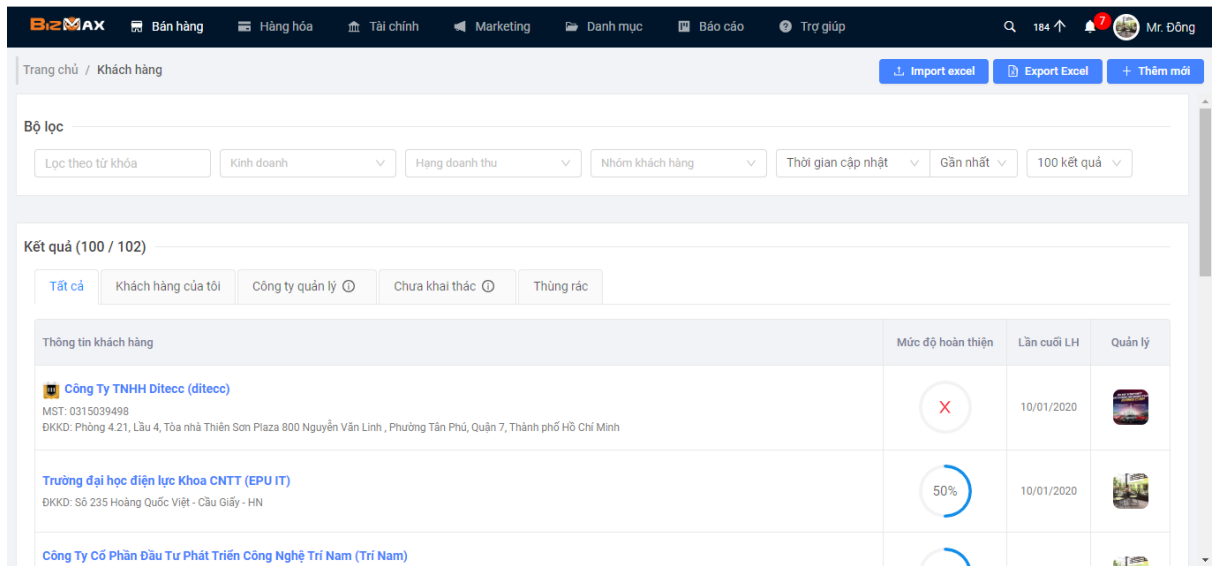 BizMAX Bán hàng Hàng hóa Tài chính Marketing Danh mục Báo cáo Trợ giúp 184 7 Mr. Đông
Trang chủ / Khách hàng Import excel Export Excel + Thêm mới
Bộ lọc
Lọc theo từ khóa Kinh doanh Hạng doanh thu Nhóm khách hàng Thời gian cập nhật Gần nhất 100 kết quả
Kết quả (100 / 102)
Tất cả Khách hàng của tôi Công ty quản lý Chưa khai thác Thùng rác
Thông tin khách hàng Mức độ hoàn thiện Lần cuối LH Quản lý
Công Ty TNHH Ditecc (ditecc)
MST: 0315039498
X 10/01/2020
ĐKKD: Phòng 4.21, Lầu 4, Tòa nhà Thiên Sơn Plaza 800 Nguyễn Văn Linh , Phường Tân Phú, Quận 7, Thành phố Hồ Chí Minh
Trường đại học điện lực Khoa CNTT (EPU IT)
50% 10/01/2020
ĐKKD: Số 235 Hoàng Quốc Việt - Cầu Giấy - HN
Công Ty Cổ Phần Đầu Tư Phát Triển Công Nghệ Trí Nam (Trí Nam)